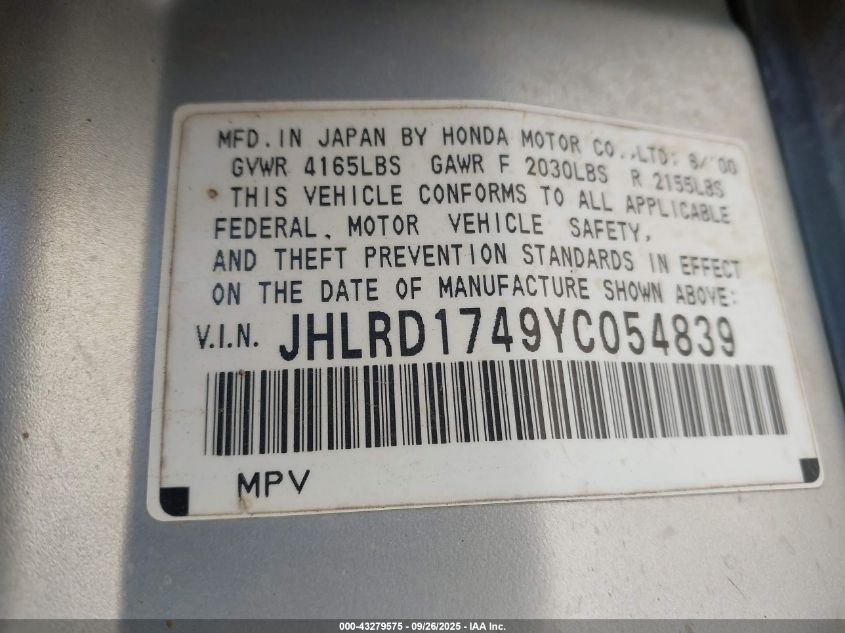 MFD. IN JAPAN BY HONDA MOTOR CO.,LTD: 8/'00
GVWR 4165LBS GAWR F 2030LBS R 2155LBS
THIS VEHICLE CONFORMS TO ALL APPLICABLE
FEDERAL, MOTOR VEHICLE SAFETY,
AND THEFT PREVENTION STANDARDS IN EFFECT
ON THE DATE OF MANUFACTURE SHOWN ABOVE:
V.I.N. JHLRD1749YC054839
MPV
000-43279575 - 09/26/2025 - IAA Inc.